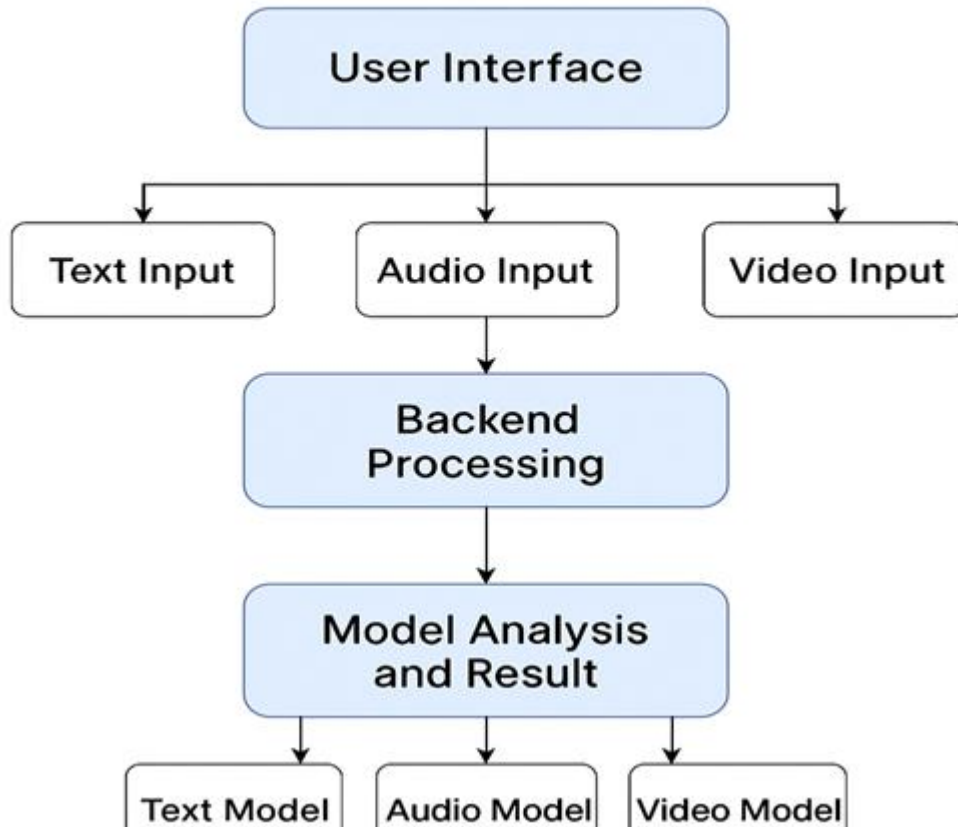 User Interface
Text Input
Audio Input
Video Input
Backend
Processing
Model Analysis
and Result
Text Model
Audio Model
Video Model